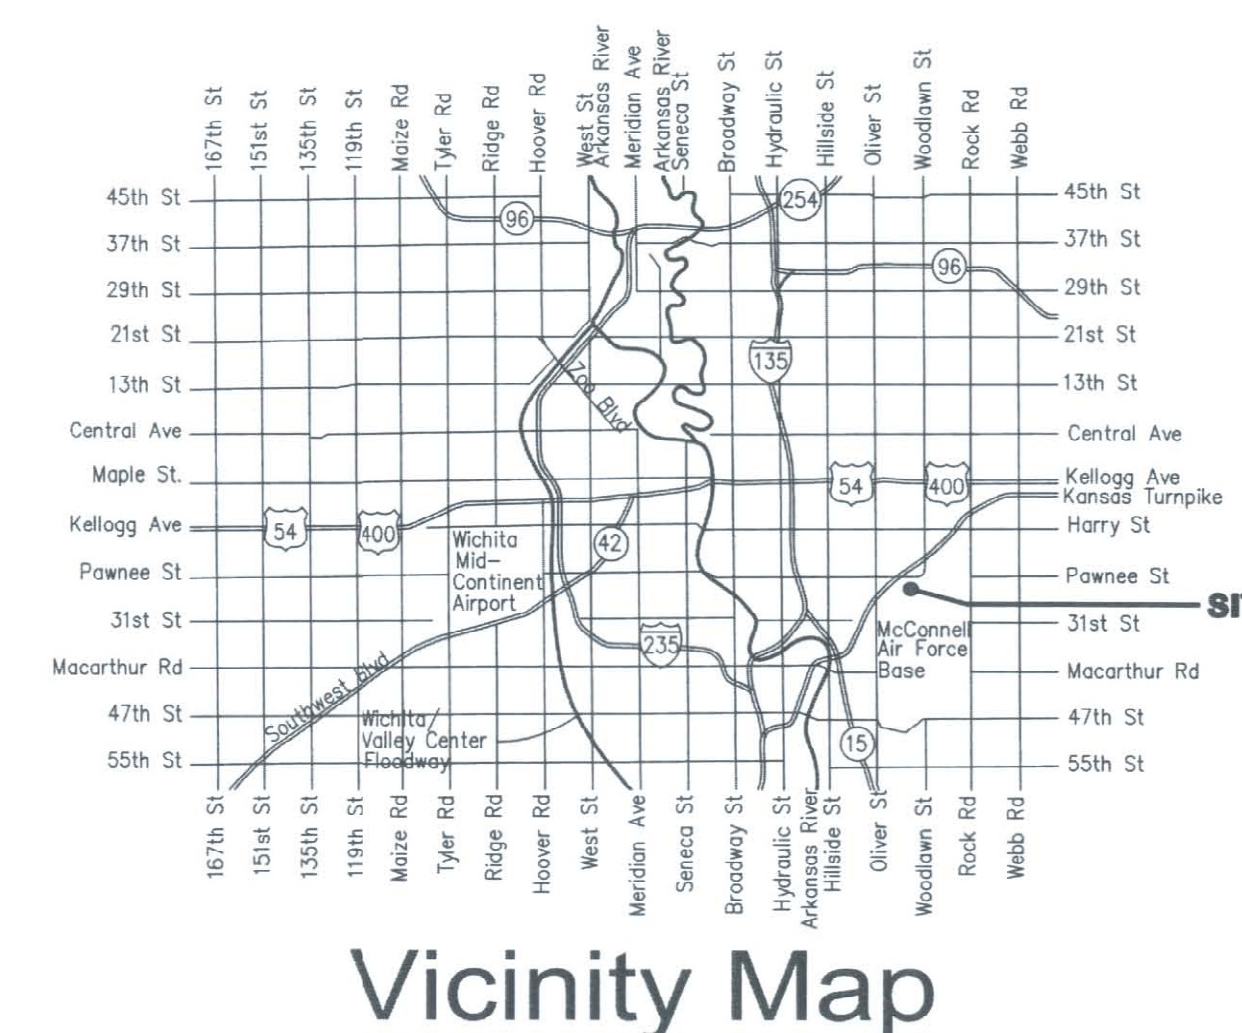 167th St
151st St
135th St
119th St
Maize Rd
Tyler Rd
Ridge Rd
Hoover Rd
West St
Arkansas River
Meridian Ave
Arkansas River
Seneca St
Broadway St
Hydraulic St
Hillside St
Oliver St
Woodlawn St
Rock Rd
Webb Rd
45th St
37th St
29th St
21st St
13th St
Central Ave
Maple St.
Kellogg Ave
Pawnee St
31st St
Macarthur Rd
47th St
55th St
96
254
96
135
Zoo Blvd
54
400
54
400
42
Wichita
Mid-
Continent
Airport
235
Southwest Blvd
Wichita/
Valley Center
Floodway
McConnell
Air Force
Base
15
45th St
37th St
29th St
21st St
13th St
Central Ave
Kellogg Ave
Kansas Turnpike
Harry St
Pawnee St
31st St
Macarthur Rd
47th St
55th St
167th St
151st St
135th St
119th St
Maize Rd
Tyler Rd
Ridge Rd
Hoover Rd
West St
Meridian Ave
Seneca St
Broadway St
Hydraulic St
Arkansas River
Hillside St
Oliver St
Woodlawn St
Rock Rd
Webb Rd
Vicinity Map